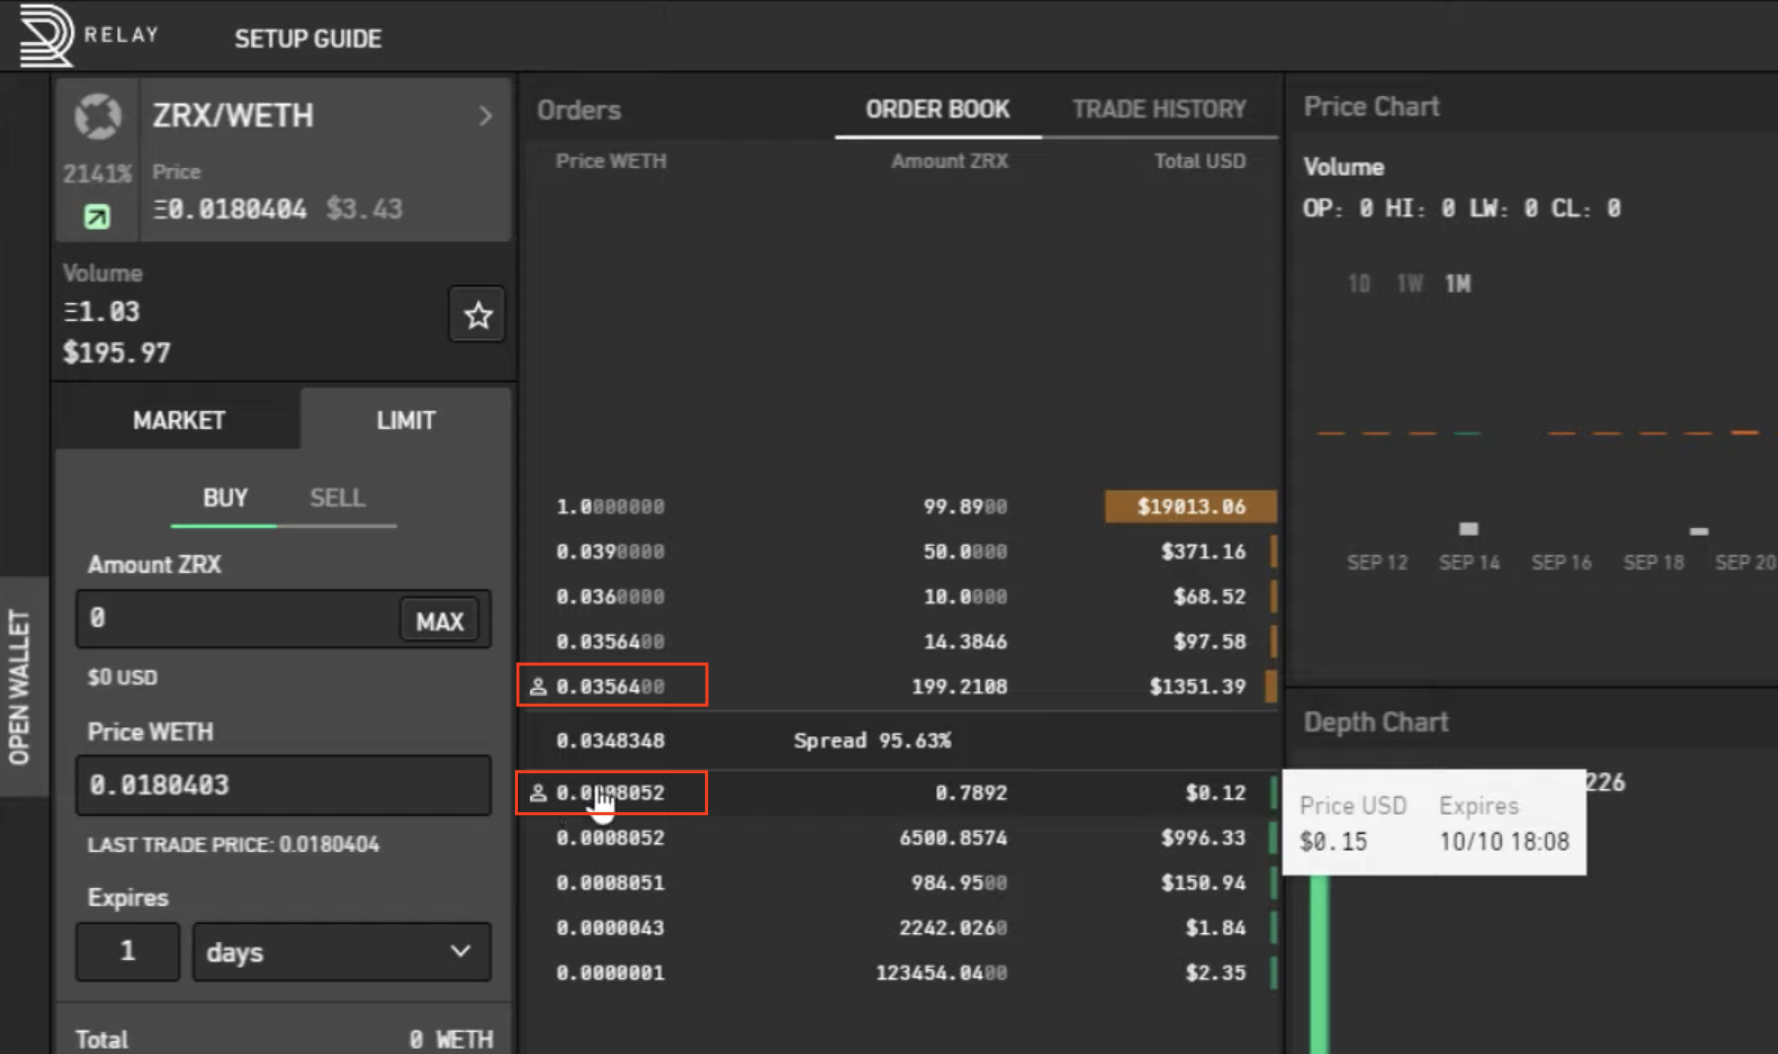 RELAY
SETUP GUIDE
ZRX/WETH
2141%
Price
Ξ0.0180404 $3.43
Volume
Ξ1.03
$195.97
MARKET LIMIT
BUY SELL
Amount ZRX
0 MAX
$0 USD
Price WETH
0.0180403
LAST TRADE PRICE: 0.0180404
Expires
1 days
Total 0 WETH
OPEN WALLET
Orders ORDER BOOK TRADE HISTORY
Price WETH Amount ZRX Total USD
1.0000000 99.8900 $19013.06
0.0390000 50.0000 $371.16
0.0360000 10.0000 $68.52
0.0356400 14.3846 $97.58
0.0356400 199.2108 $1351.39
0.0348348 Spread 95.63%
0.7892 $0.12
0.0008052 6500.8574 $996.33
0.0008051 984.9500 $150.94
0.0000043 2242.0260 $1.84
0.0000001 123454.0400 $2.35
Price Chart
Volume
OP: 0 HI: 0 LW: 0 CL: 0
1D 1W 1M
SEP 12 SEP 14 SEP 16 SEP 18 SEP 20
Depth Chart
226
Price USD Expires
$0.15 10/10 18:08